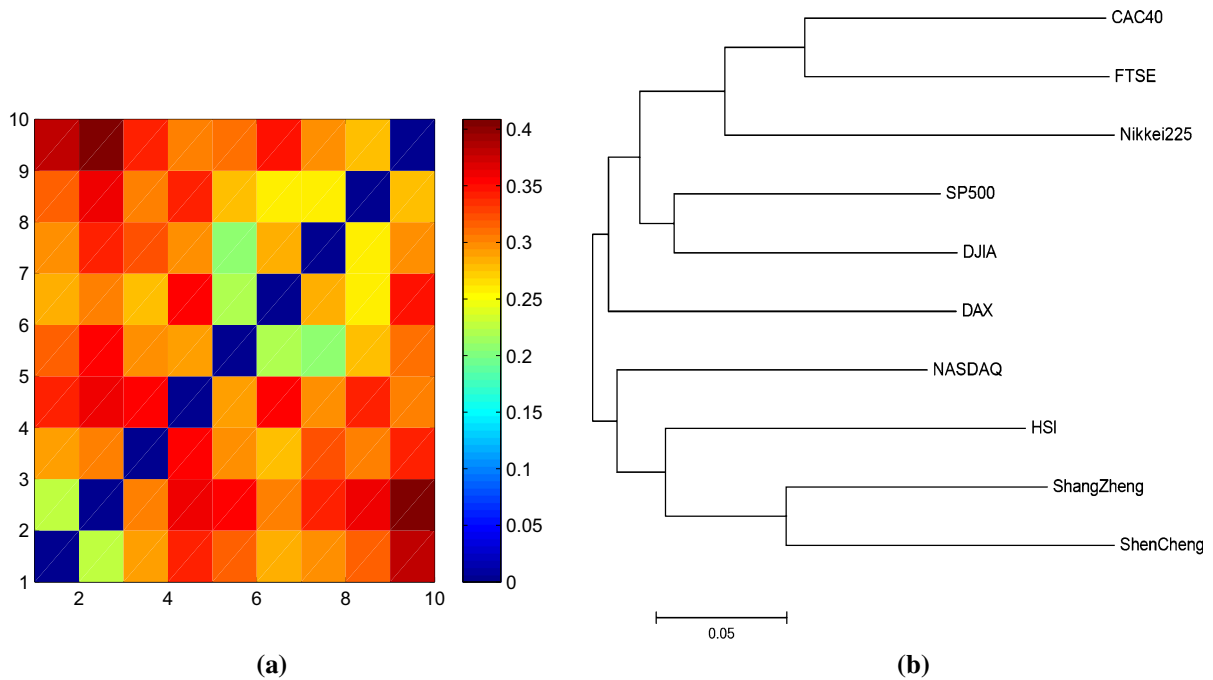 10
9
8
7
6
5
4
3
2
1
2
4
6
8
10
0.4
0.35
0.3
0.25
0.2
0.15
0.1
0.05
0
(a)
CAC40
FTSE
Nikkei225
SP500
DJIA
DAX
NASDAQ
HSI
ShangZheng
ShenCheng
0.05
(b)